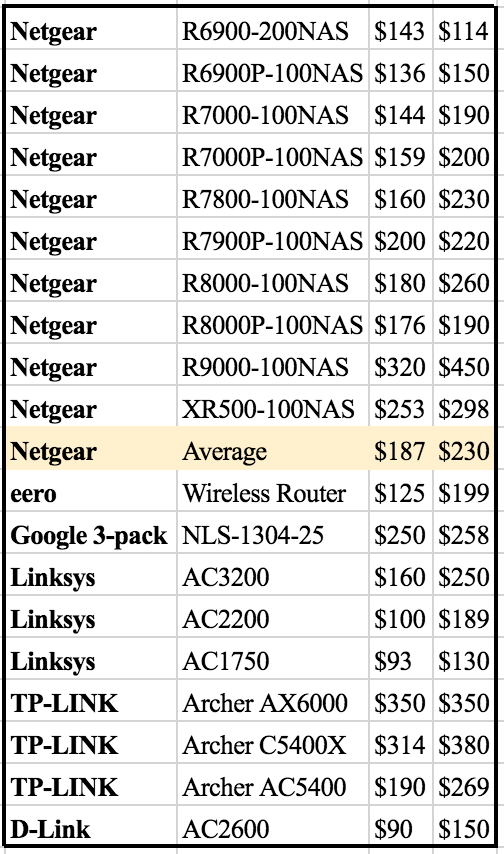 Netgear R6900-200NAS $143 $114
Netgear R6900P-100NAS $136 $150
Netgear R7000-100NAS $144 $190
Netgear R7000P-100NAS $159 $200
Netgear R7800-100NAS $160 $230
Netgear R7900P-100NAS $200 $220
Netgear R8000-100NAS $180 $260
Netgear R8000P-100NAS $176 $190
Netgear R9000-100NAS $320 $450
Netgear XR500-100NAS $253 $298
Netgear Average $187 $230
eero Wireless Router $125 $199
Google 3-pack NLS-1304-25 $250 $258
Linksys AC3200 $160 $250
Linksys AC2200 $100 $189
Linksys AC1750 $93 $130
TP-LINK Archer AX6000 $350 $350
TP-LINK Archer C5400X $314 $380
TP-LINK Archer AC5400 $190 $269
D-Link AC2600 $90 $150